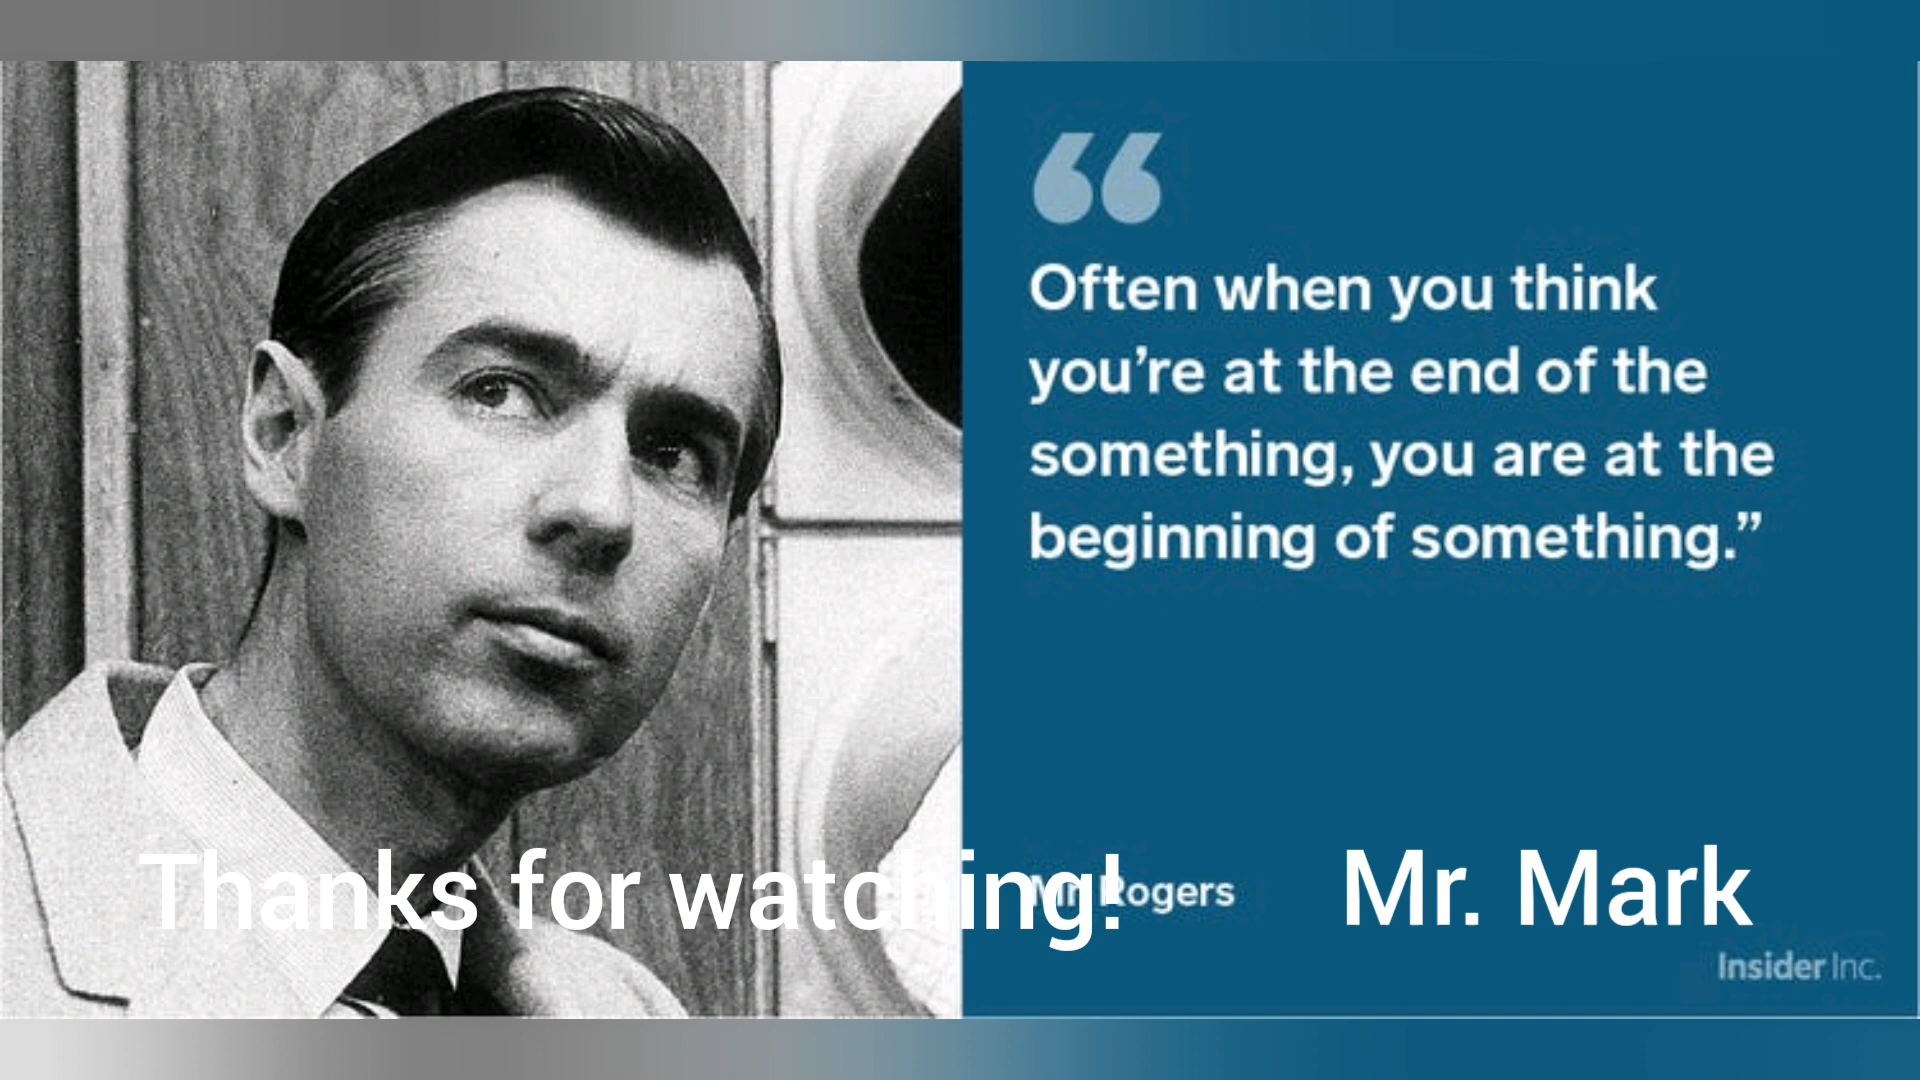 “
Often when you think
you’re at the end of the
something, you are at the
beginning of something.”
Mr Rogers
Thanks for watching!
Mr. Mark
Insider Inc.